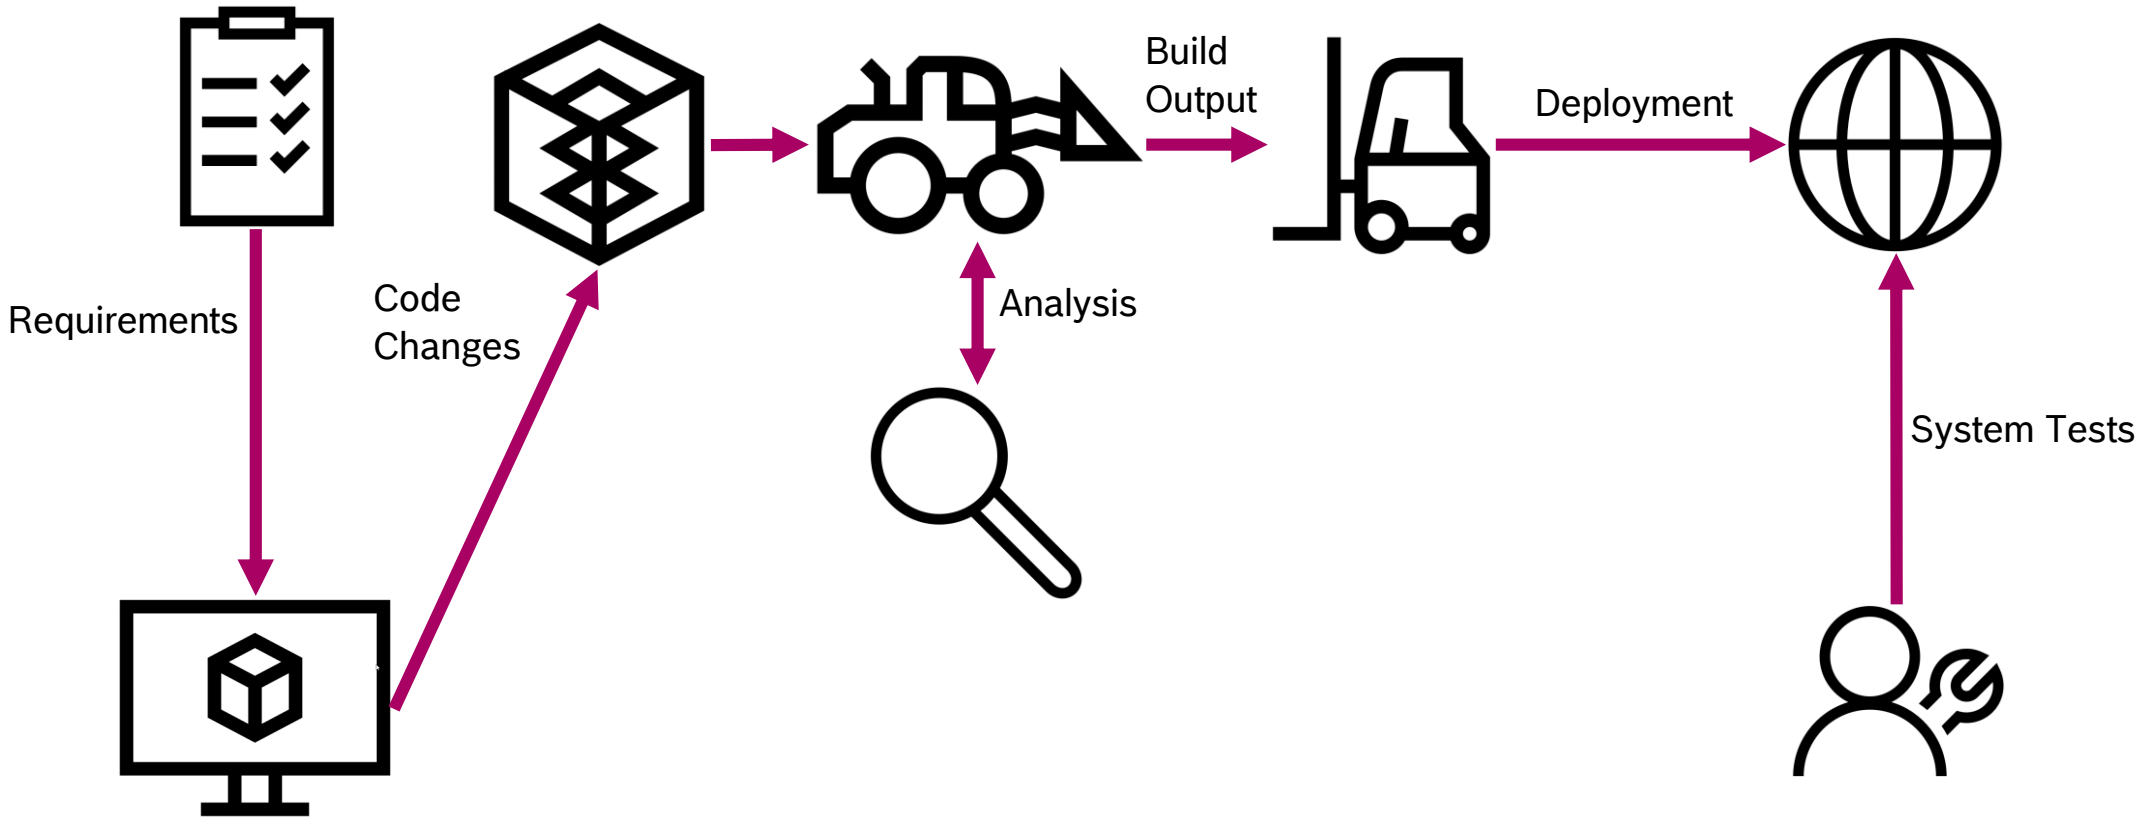 Build
Output
Deployment
Requirements
Code
Changes
Analysis
System Tests